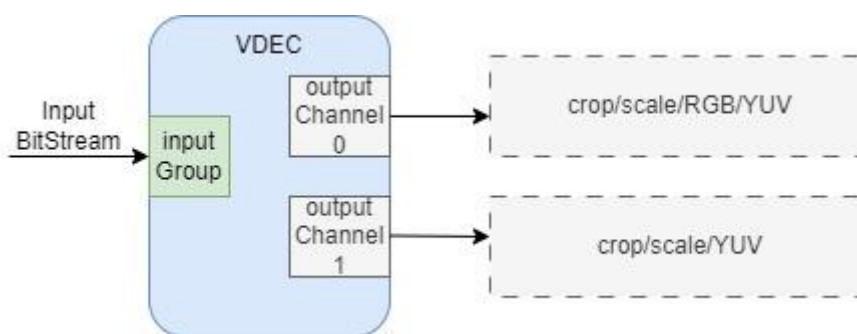 VDEC
Input
BitStream
input
Group
output
Channel
0
crop/scale/RGB/YUV
output
Channel
1
crop/scale/YUV